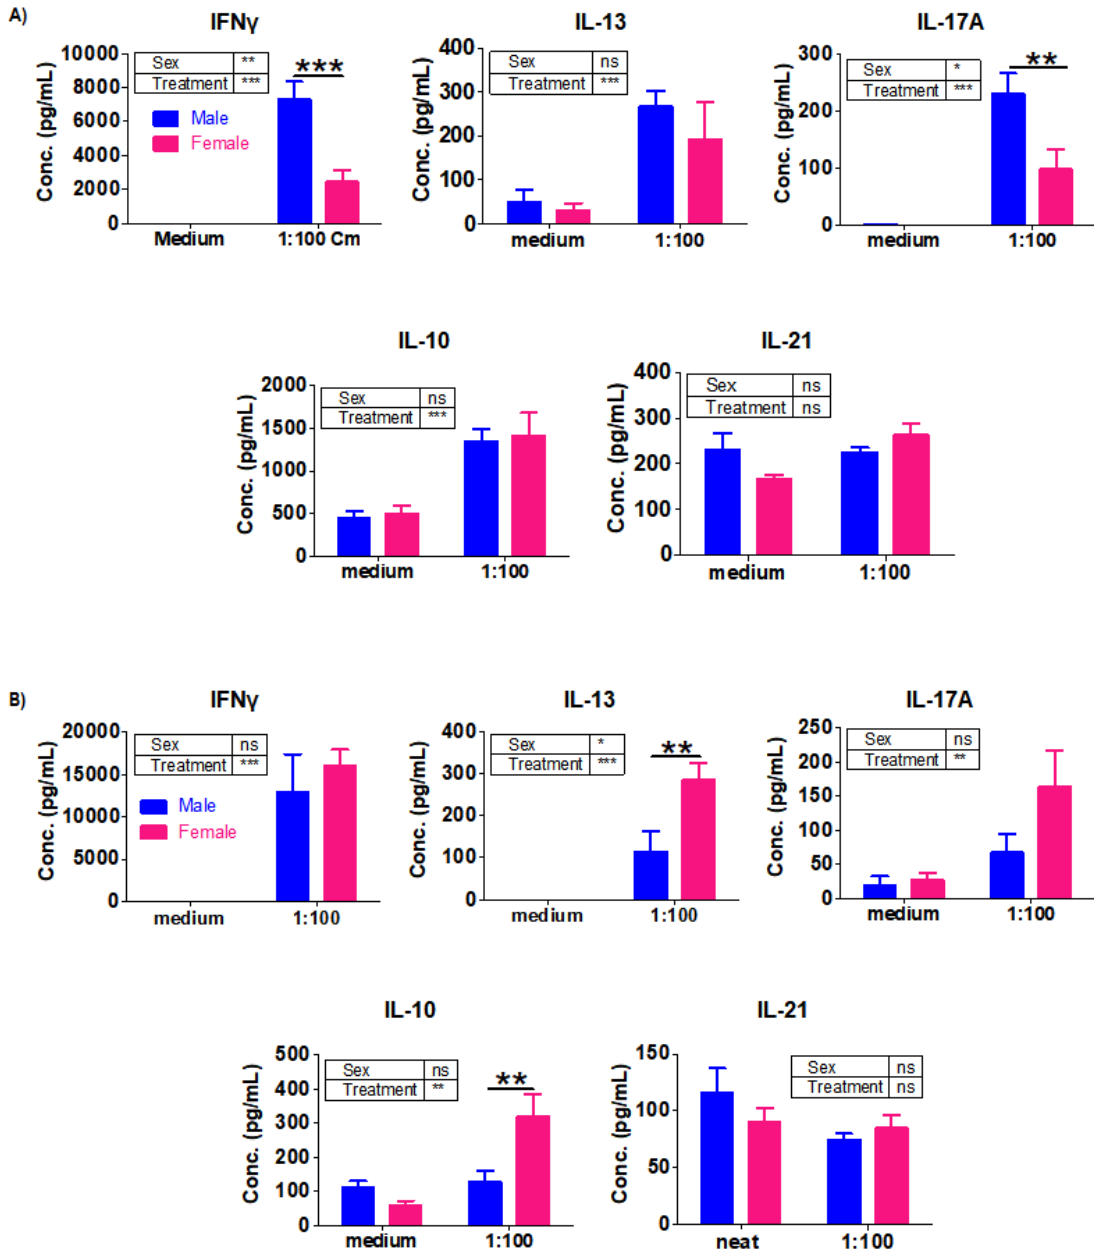 A)
IFNγ
Conc. (pg/mL)
10000
8000
6000
4000
2000
0
Sex **
Treatment ***
***
Male
Female
Medium 1:100 Cm
IL-13
Conc. (pg/mL)
400
300
200
100
0
Sex ns
Treatment ***
medium 1:100
IL-17A
Conc. (pg/mL)
300
200
100
0
Sex *
Treatment ***
**
medium 1:100
IL-10
Conc. (pg/mL)
2000
1500
1000
500
0
Sex ns
Treatment ***
medium 1:100
IL-21
Conc. (pg/mL)
400
300
200
100
0
Sex ns
Treatment ns
medium 1:100
B)
IFNγ
Conc. (pg/mL)
20000
15000
10000
5000
0
Sex ns
Treatment ***
Male
Female
medium 1:100
IL-13
Conc. (pg/mL)
400
300
200
100
0
Sex *
Treatment ***
**
medium 1:100
IL-17A
Conc. (pg/mL)
250
200
150
100
50
0
Sex ns
Treatment **
medium 1:100
IL-10
Conc. (pg/mL)
500
400
300
200
100
0
Sex ns
Treatment **
**
medium 1:100
IL-21
Conc. (pg/mL)
150
100
50
0
Sex ns
Treatment ns
neat 1:100